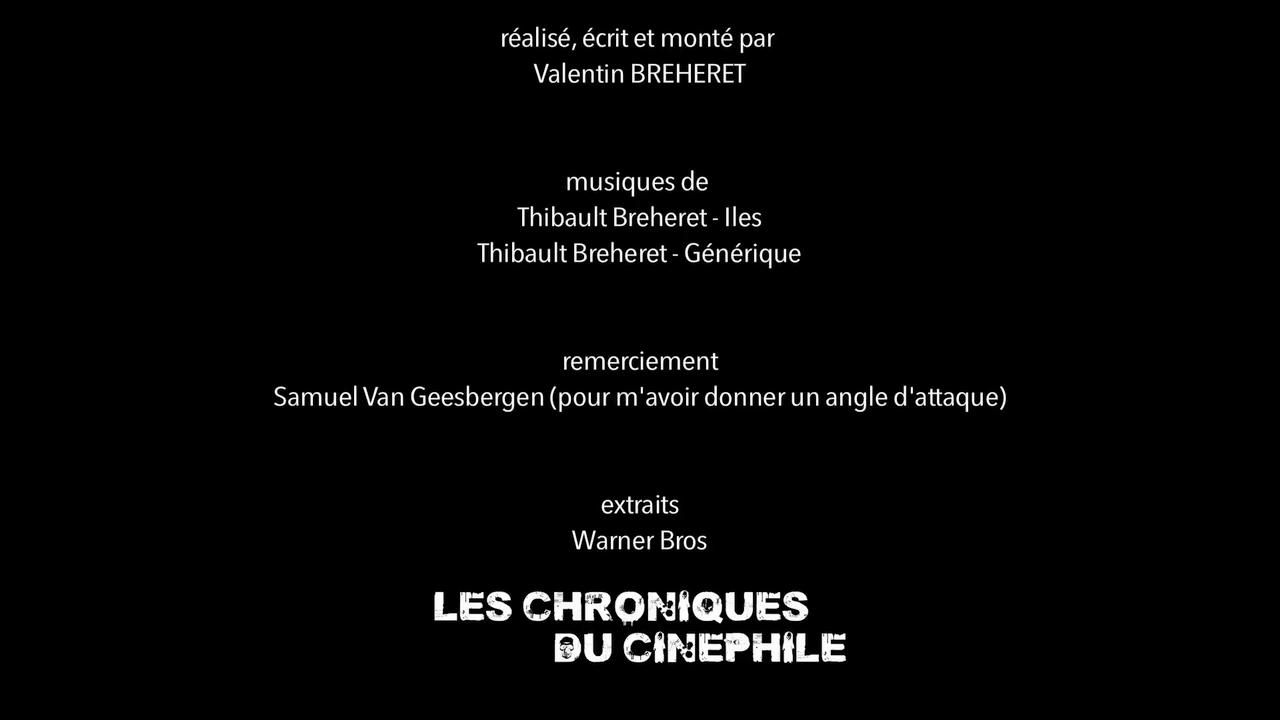 réalisé, écrit et monté par
Valentin BREHERET
musiques de
Thibault Breheret - Iles
Thibault Breheret - Générique
remerciement
Samuel Van Geesbergen (pour m'avoir donner un angle d'attaque)
extraits
Warner Bros
LES CHRONIQUES
DU CINEPHILE